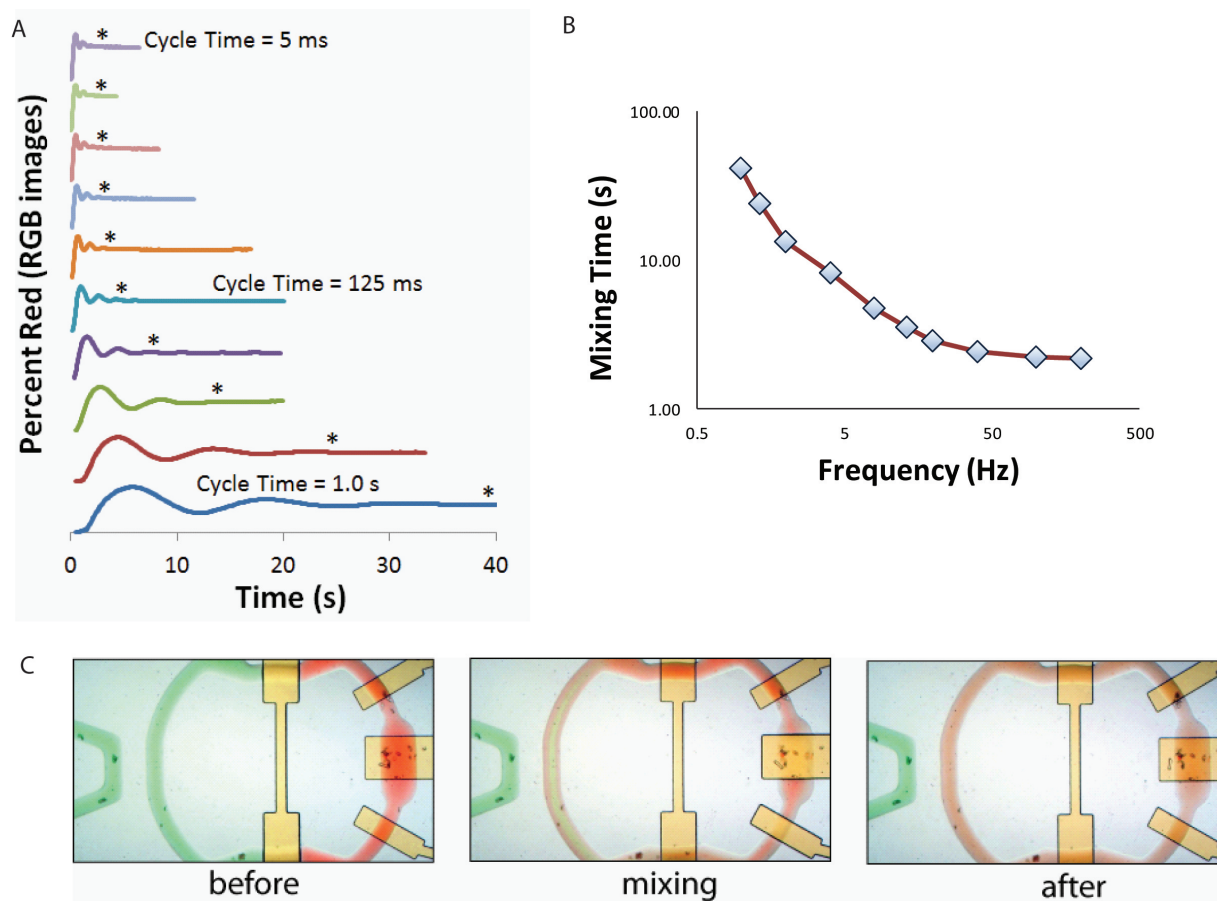 A
Cycle Time = 5 ms
*
*
*
*
*
Cycle Time = 125 ms
*
*
*
*
Cycle Time = 1.0 s
*
Percent Red (RGB images)
0
10
20
30
40
Time (s)
B
100.00
10.00
1.00
Mixing Time (s)
0.5
5
50
500
Frequency (Hz)
C
before
mixing
after